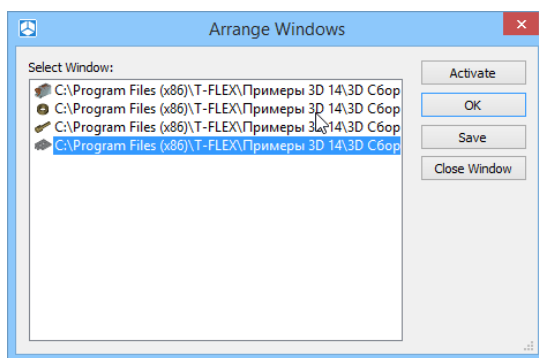 Arrange Windows
Select Window:
C:\Program Files (x86)\T-FLEX\Примеры 3D 14\3D Сбор
C:\Program Files (x86)\T-FLEX\Примеры 3D 14\3D Сбор
C:\Program Files (x86)\T-FLEX\Примеры 3D 14\3D Сбор
C:\Program Files (x86)\T-FLEX\Примеры 3D 14\3D Сбор
Activate
OK
Save
Close Window